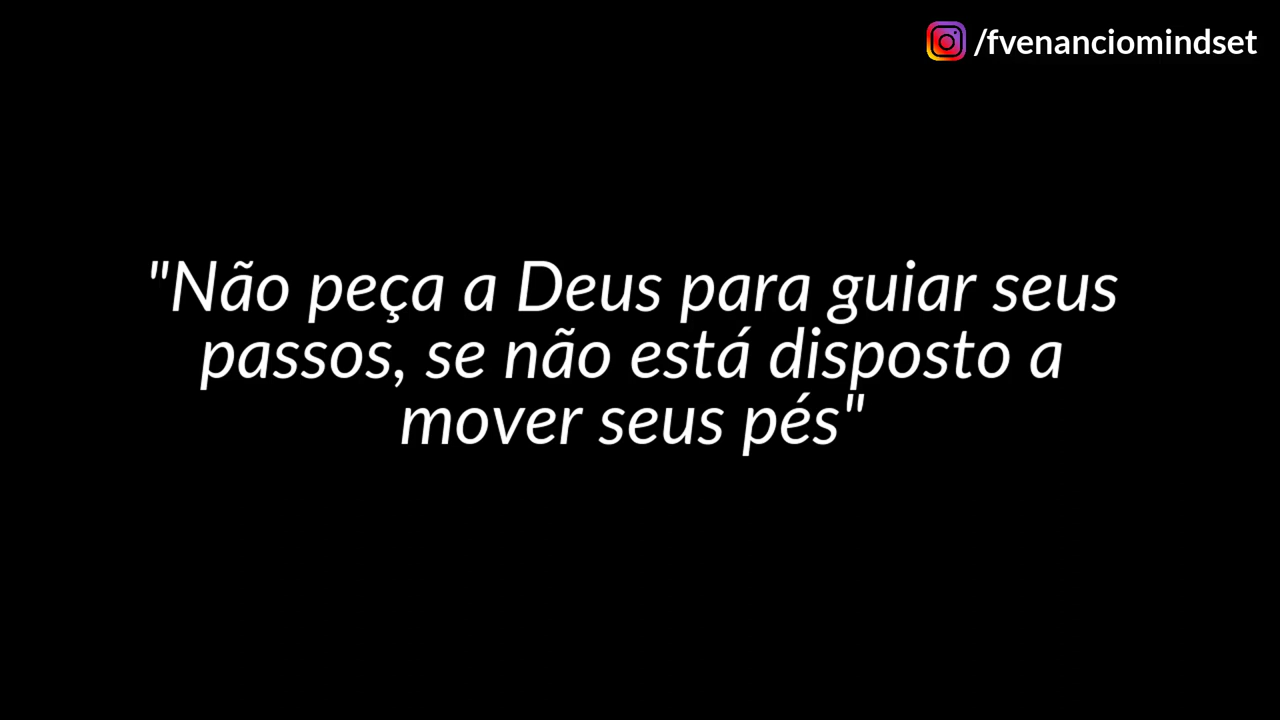 /fvenanciomindset
"Não peça a Deus para guiar seus
passos, se não está disposto a
mover seus pés"